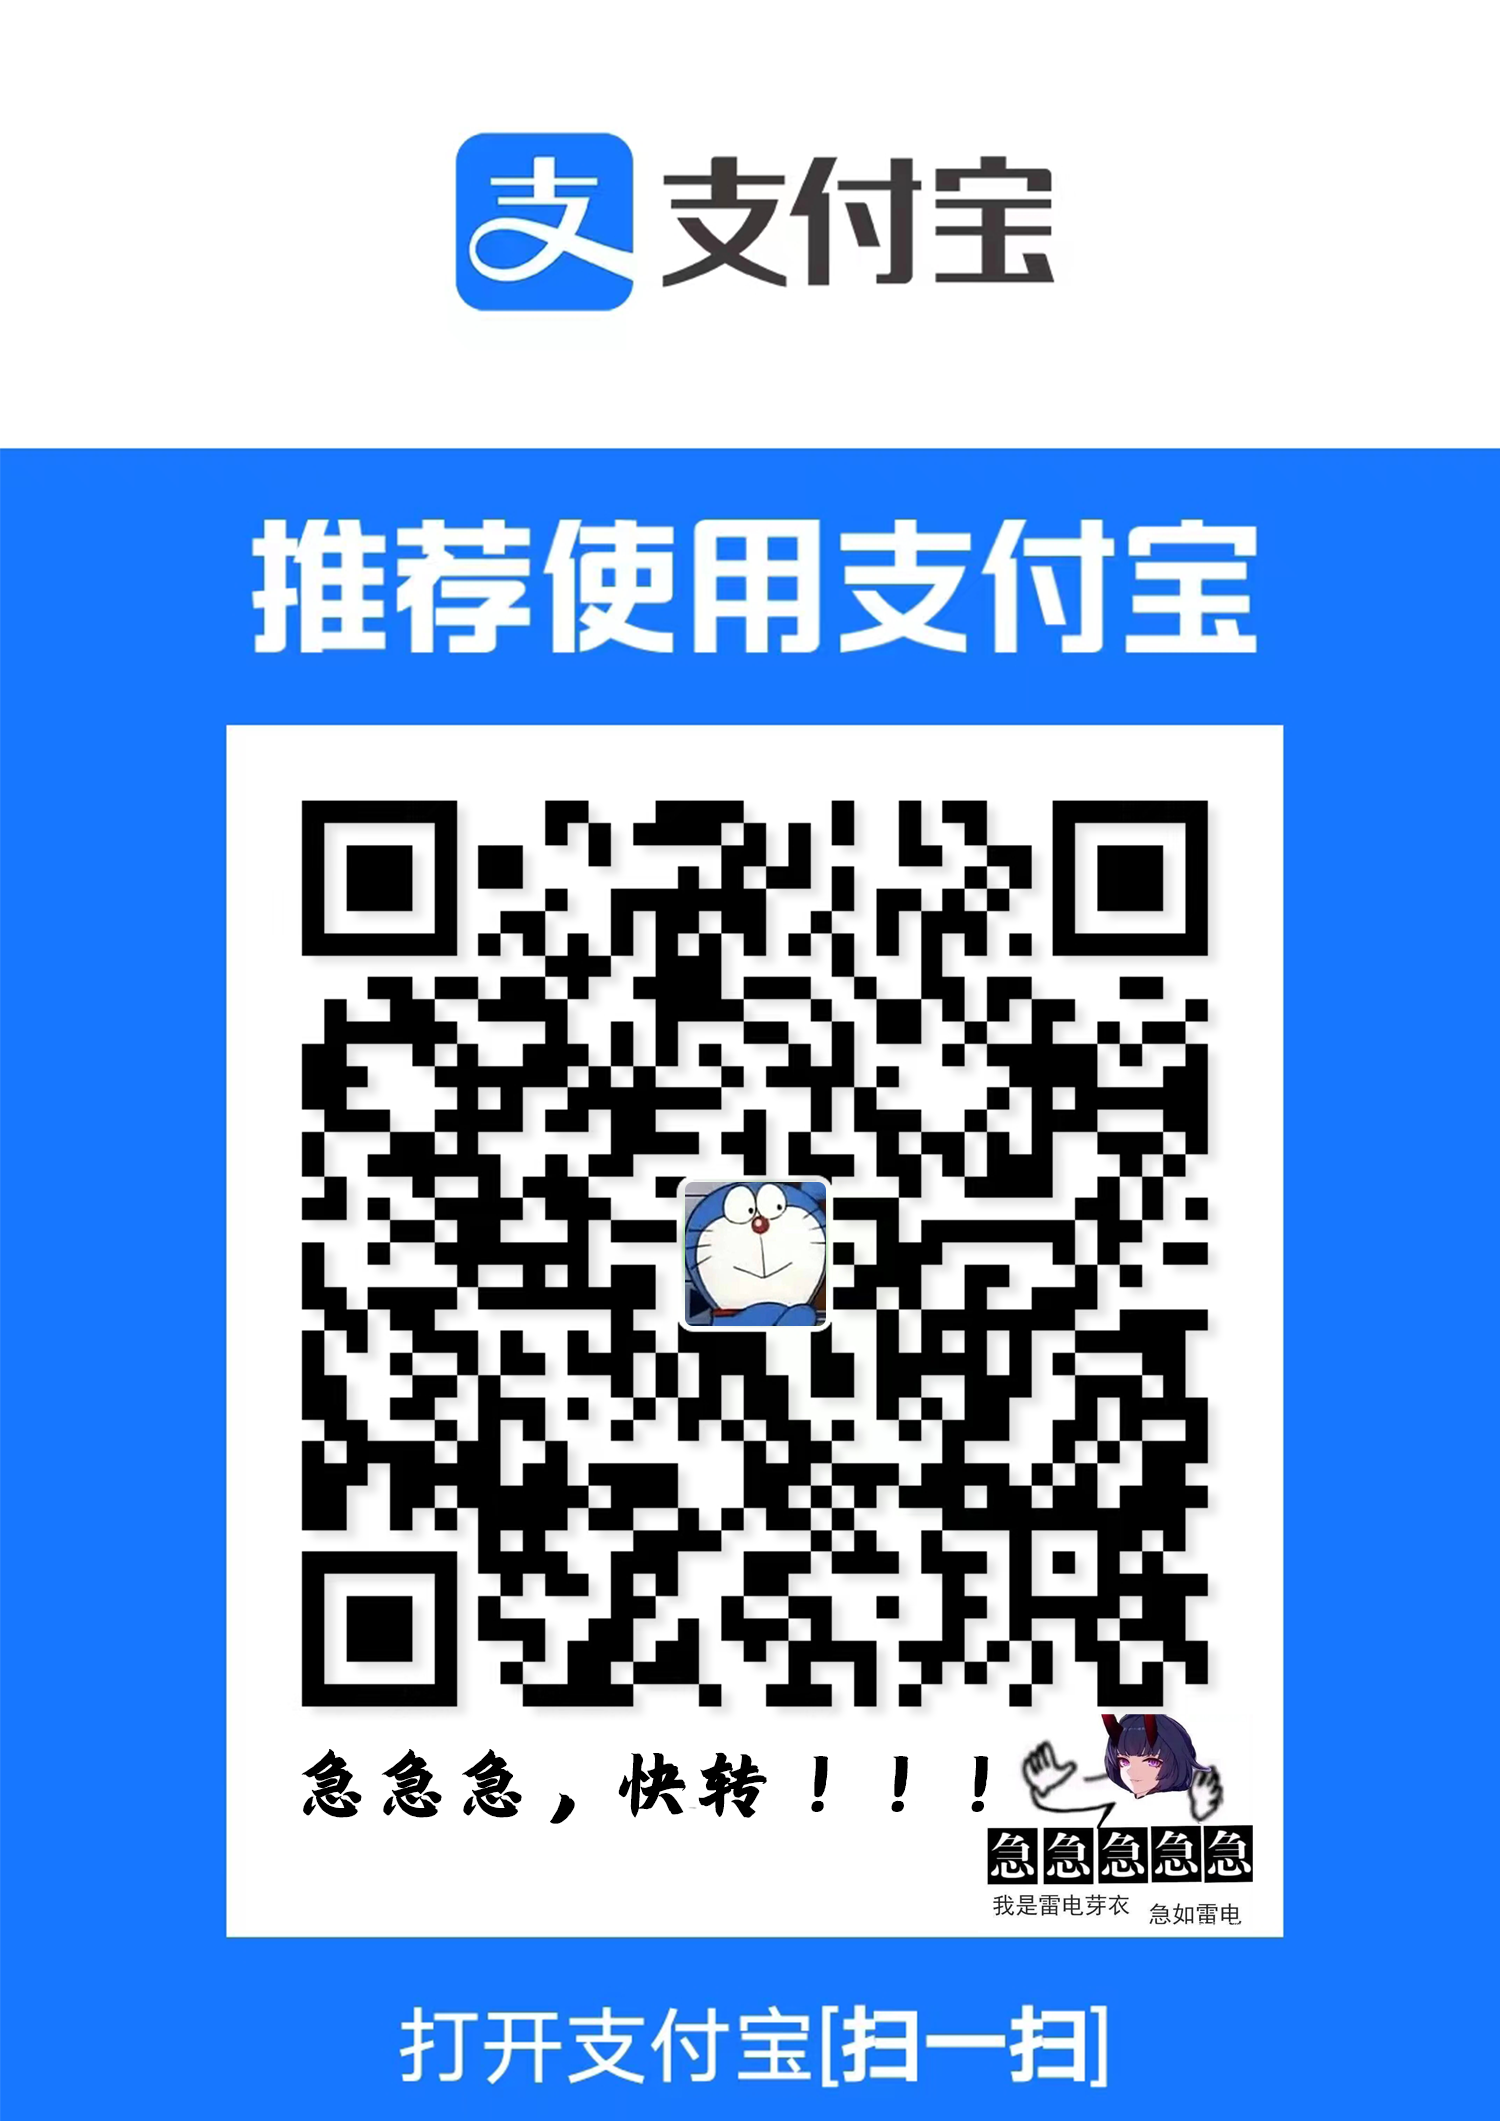 支 支付宝
推荐使用支付宝
急急急，快转！！！
急急急急急
我是雷电芽衣 急如雷电
打开支付宝[扫一扫]